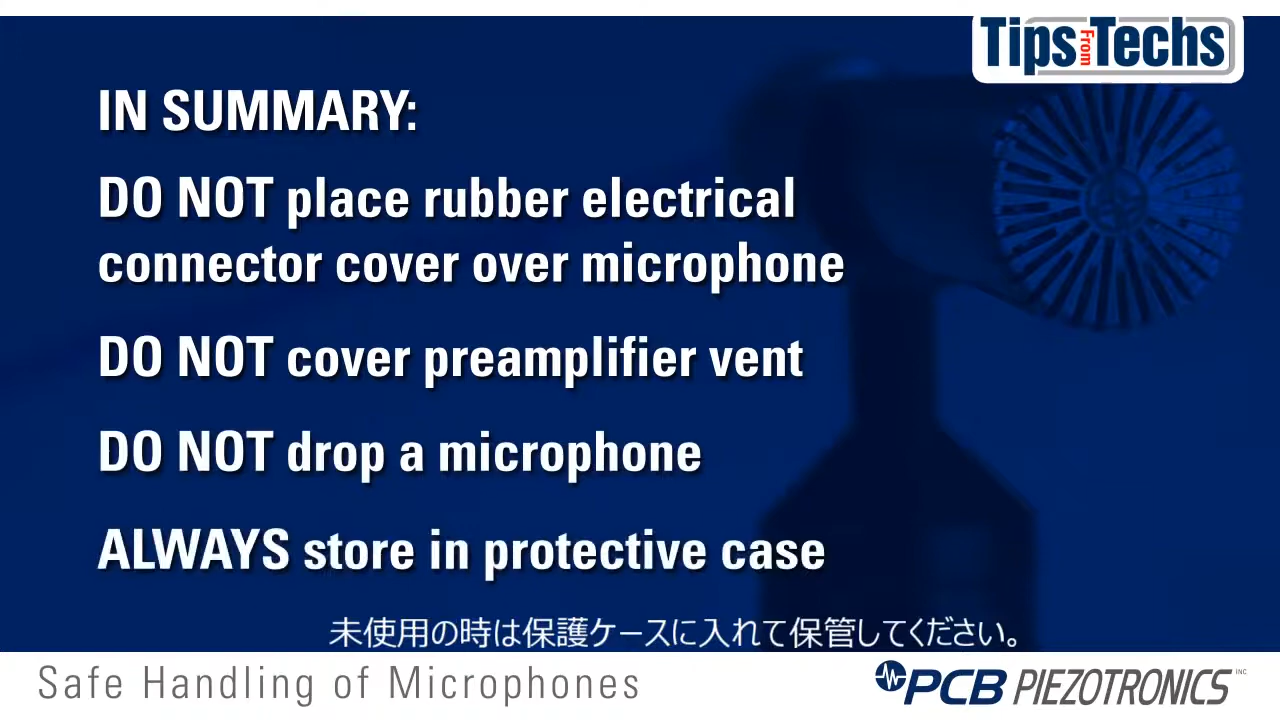 Tips From Techs
IN SUMMARY:
DO NOT place rubber electrical
connector cover over microphone
DO NOT cover preamplifier vent
DO NOT drop a microphone
ALWAYS store in protective case
未使用の時は保護ケースに入れて保管してください。
Safe Handling of Microphones
PCB PIEZOTRONICS INC